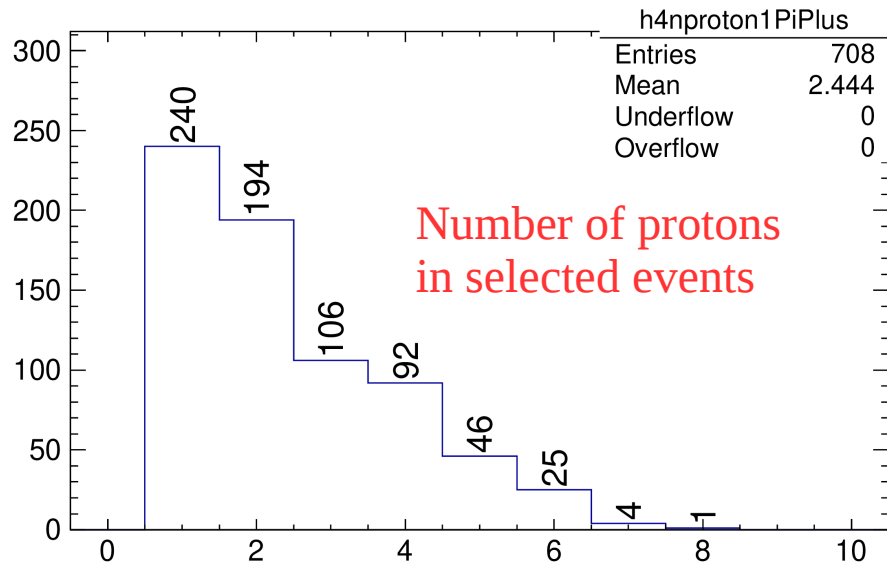 h4nproton1PiPlus
Entries 708
Mean 2.444
Underflow 0
Overflow 0
Number of protons
in selected events
300
250
200
150
100
50
0
240
194
106
92
46
25
4
1
0 2 4 6 8 10